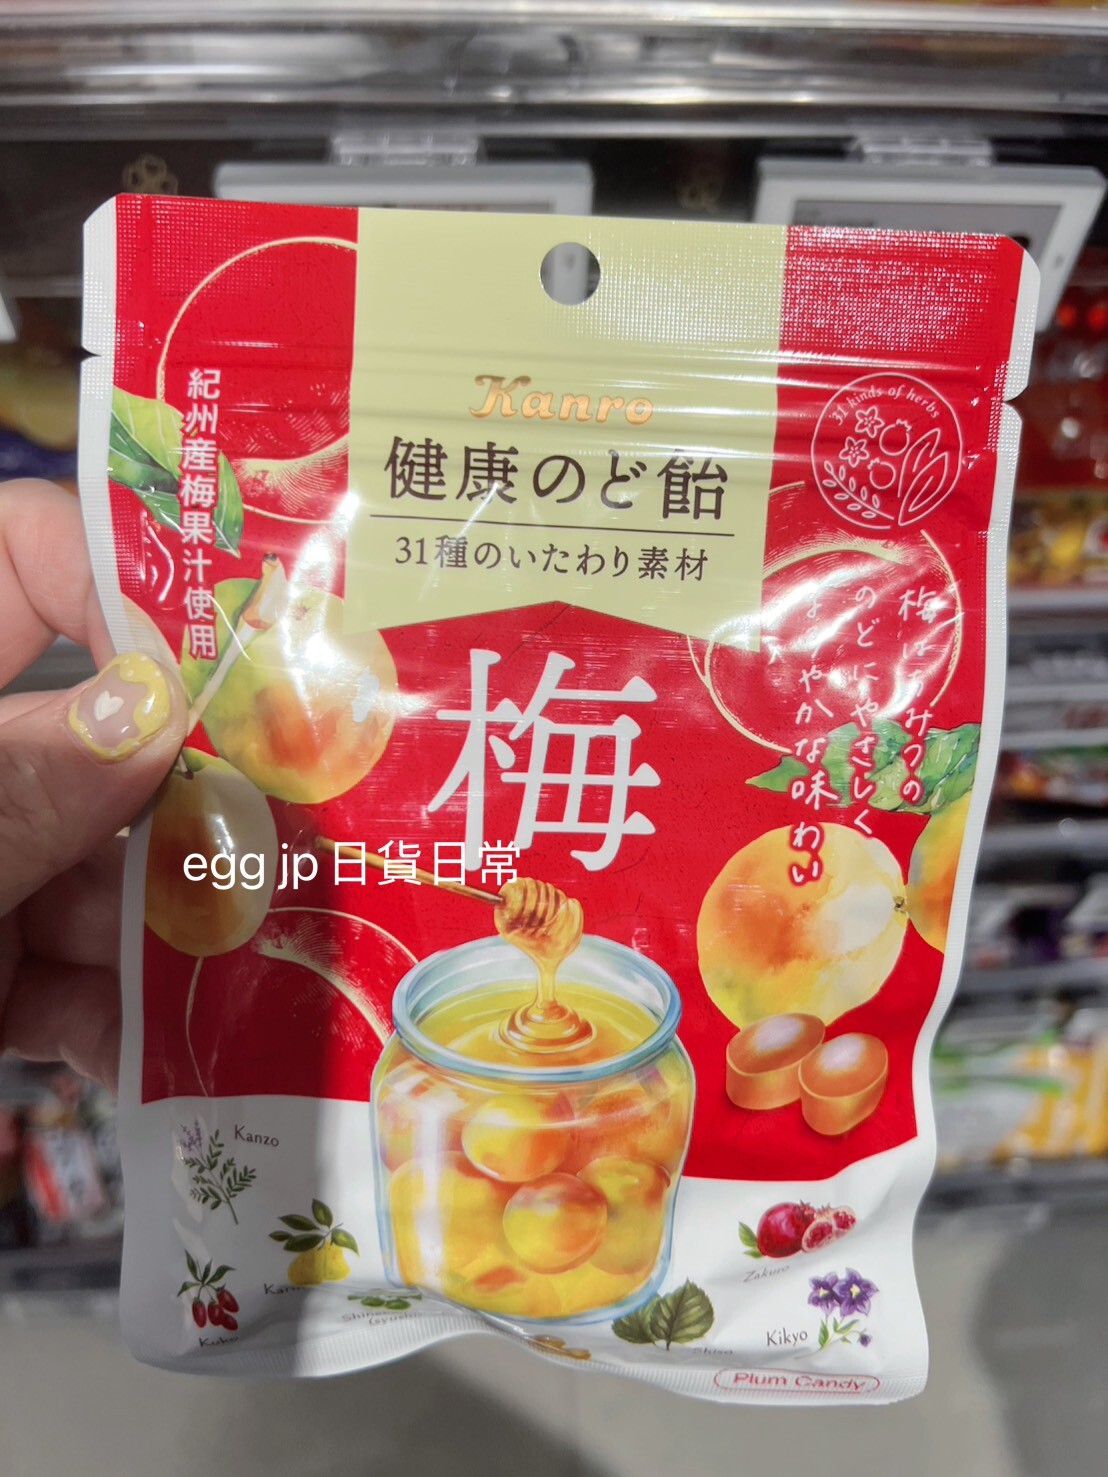 Kanro
健康のど飴
31種のいたわり素材
31 kinds of herbs
紀州産梅果汁使用
梅はちみつの
のどにやさしく
まろやかな味わい
梅
egg jp 日貨日常
Kanzo
Zakuro
Kuko
Shiso
Kikyo
Plum Candy